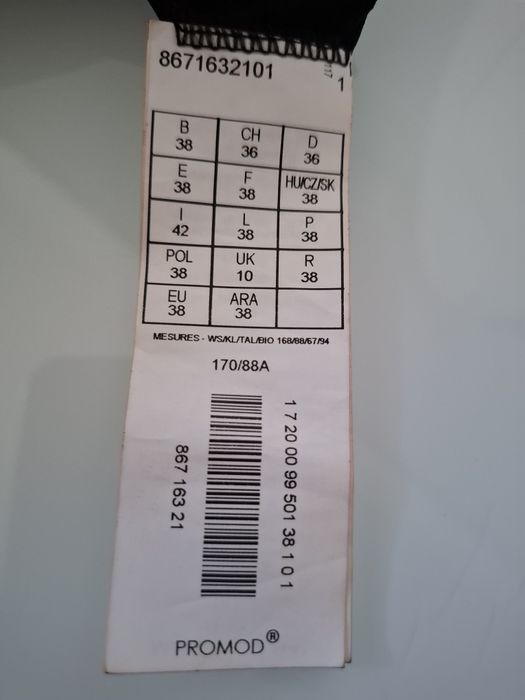 8671632101
117
1
B CH D
38 36 36
E F HU/CZ/SK
38 38 38
I L P
42 38 38
POL UK R
38 10 38
EU ARA
38 38
MESURES - WS/KL/TAL/BIO 168/88/67/94
170/88A
1 7 20 00 99 501 38 1 0 1
867 163 21
PROMOD®